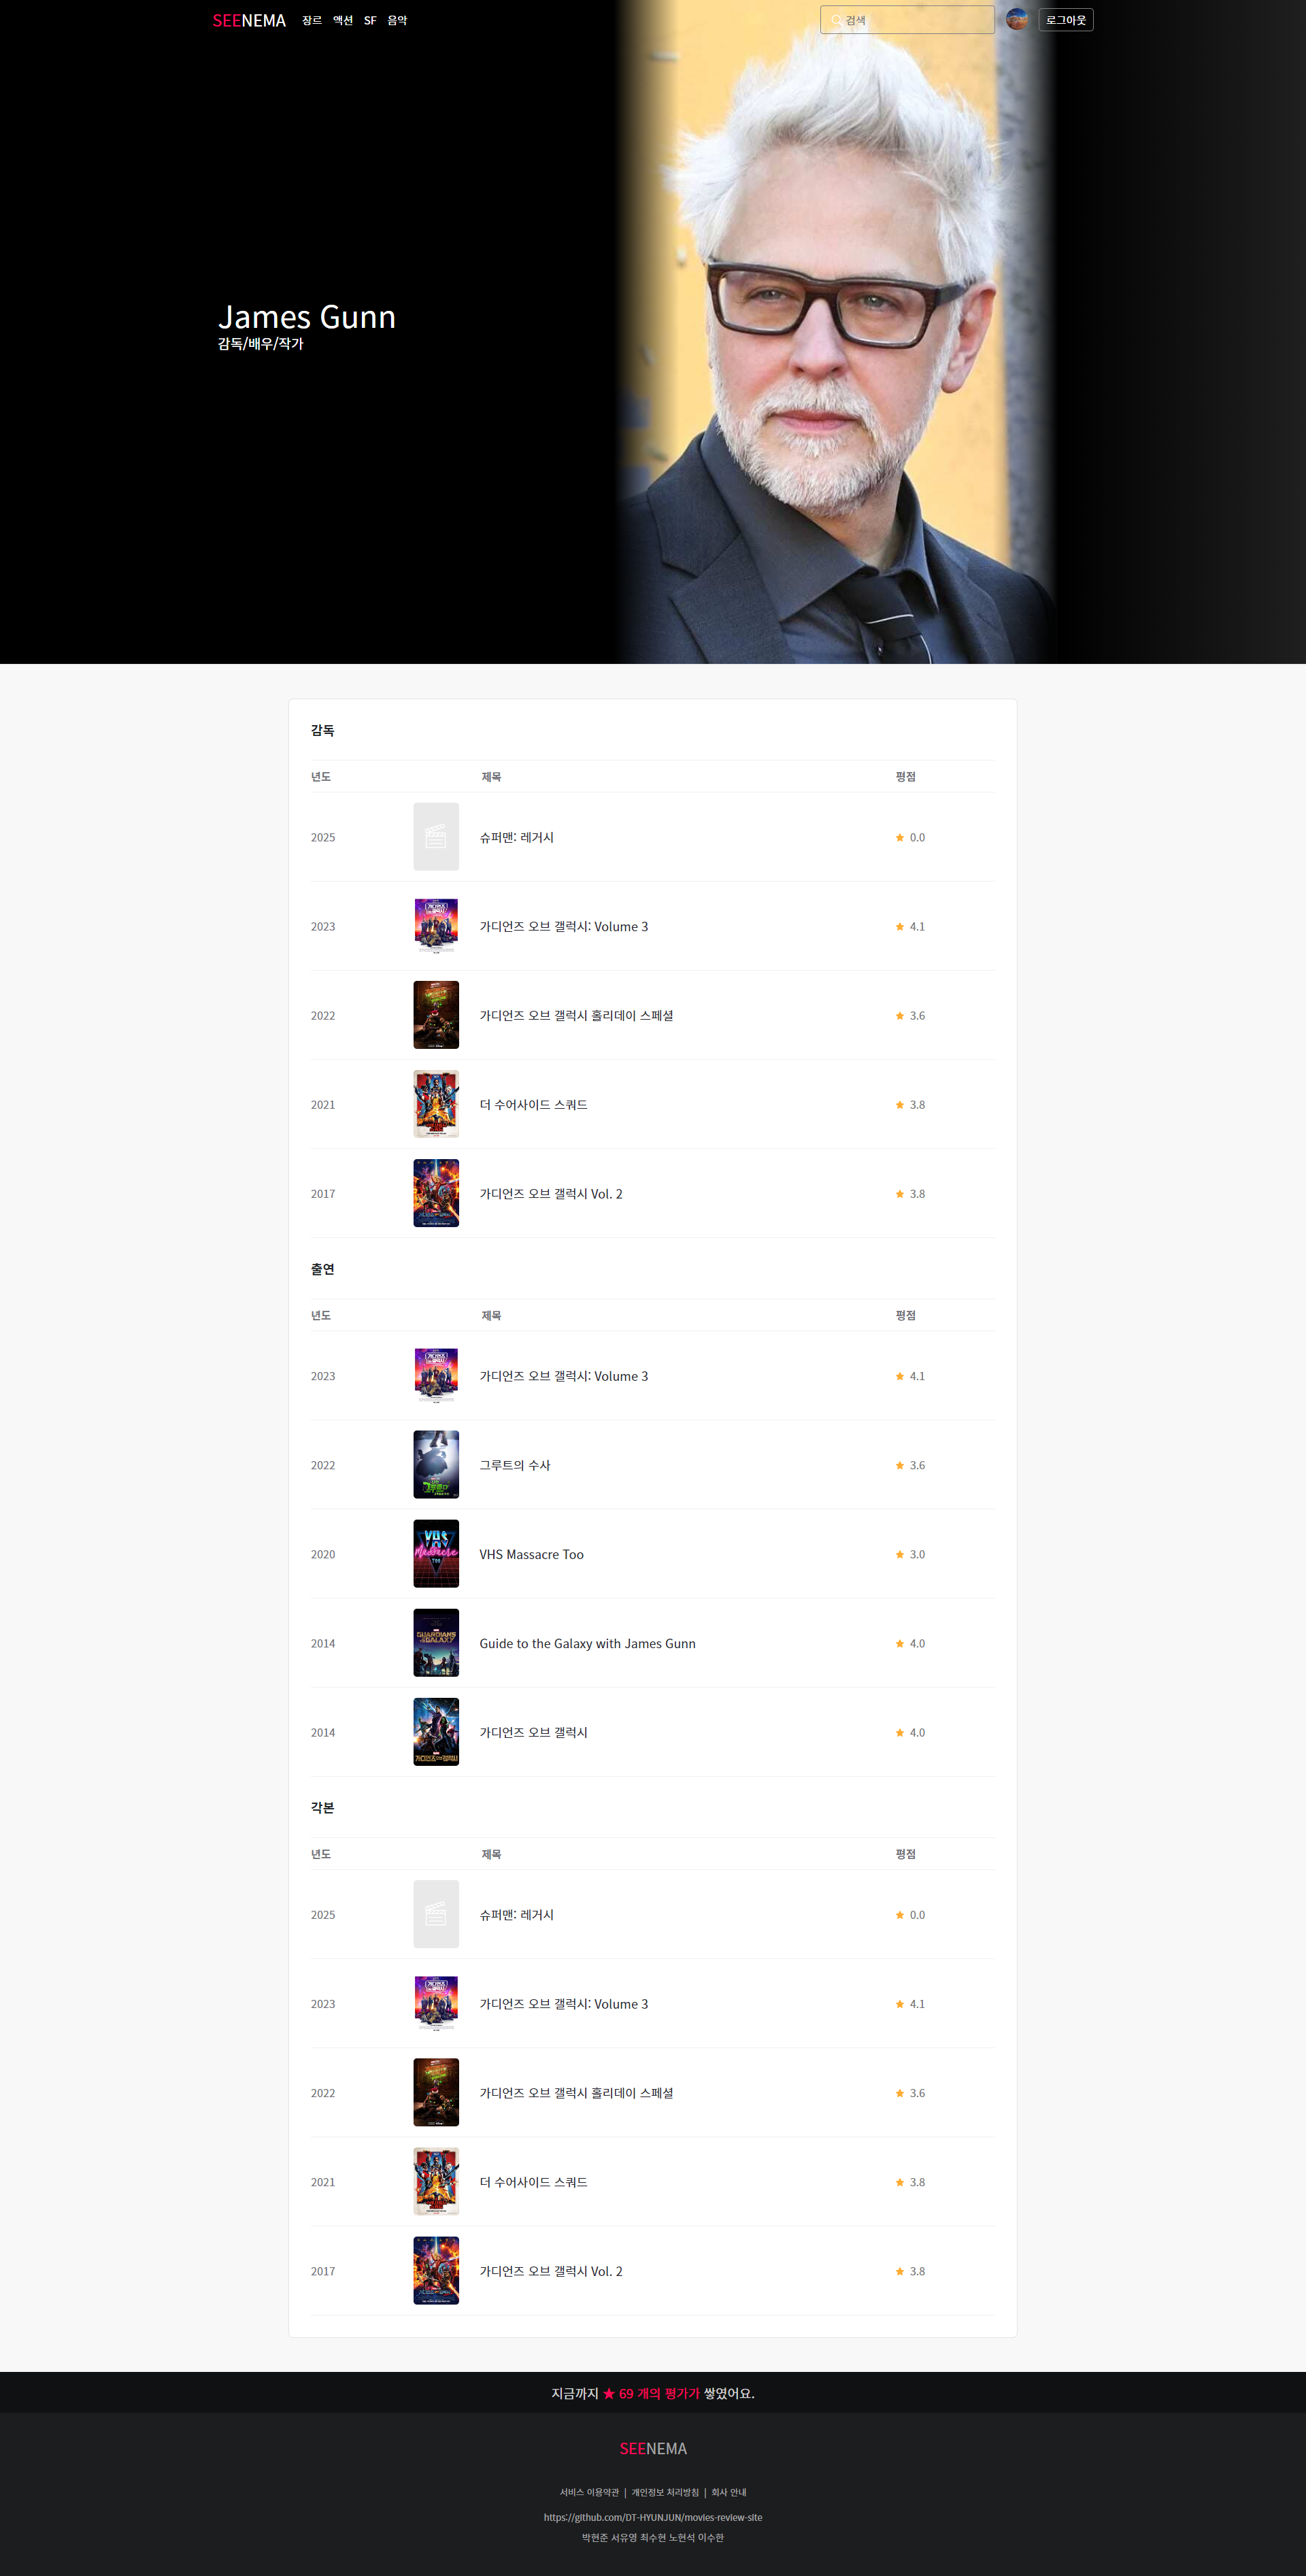 SEENEMA 장르 액션 SF 음악 검색 로그아웃
James Gunn
감독/배우/작가
감독
년도 제목 평점
2025 슈퍼맨: 레거시 ★ 0.0
2023 가디언즈 오브 갤럭시: Volume 3 ★ 4.1
2022 가디언즈 오브 갤럭시 홀리데이 스페셜 ★ 3.6
2021 더 수어사이드 스쿼드 ★ 3.8
2017 가디언즈 오브 갤럭시 Vol. 2 ★ 3.8
출연
년도 제목 평점
2023 가디언즈 오브 갤럭시: Volume 3 ★ 4.1
2022 그루트의 수사 ★ 3.6
2020 VHS Massacre Too ★ 3.0
2014 Guide to the Galaxy with James Gunn ★ 4.0
2014 가디언즈 오브 갤럭시 ★ 4.0
각본
년도 제목 평점
2025 슈퍼맨: 레거시 ★ 0.0
2023 가디언즈 오브 갤럭시: Volume 3 ★ 4.1
2022 가디언즈 오브 갤럭시 홀리데이 스페셜 ★ 3.6
2021 더 수어사이드 스쿼드 ★ 3.8
2017 가디언즈 오브 갤럭시 Vol. 2 ★ 3.8
지금까지 ★ 69 개의 평가가 쌓였어요.
SEENEMA
서비스 이용약관 | 개인정보 처리방침 | 회사 안내
https://github.com/DT-HYUNJUN/movies-review-site
박현준 서유영 최수현 노현석 이수한